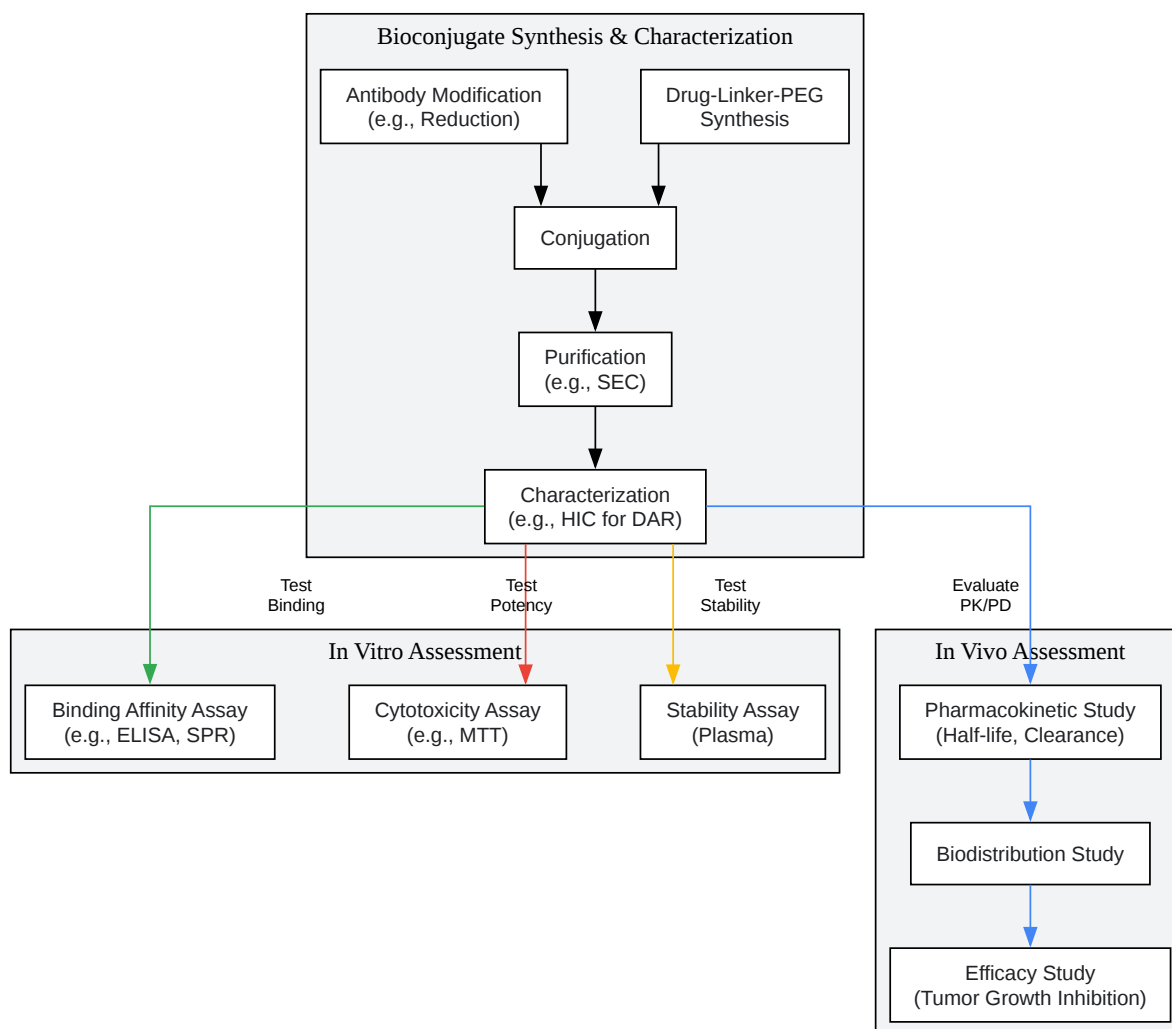 Bioconjugate Synthesis & Characterization
Antibody Modification
(e.g., Reduction)
Drug-Linker-PEG
Synthesis
Conjugation
Purification
(e.g., SEC)
Characterization
(e.g., HIC for DAR)
Test
Binding
Test
Potency
Test
Stability
Evaluate
PK/PD
In Vitro Assessment
Binding Affinity Assay
(e.g., ELISA, SPR)
Cytotoxicity Assay
(e.g., MTT)
Stability Assay
(Plasma)
In Vivo Assessment
Pharmacokinetic Study
(Half-life, Clearance)
Biodistribution Study
Efficacy Study
(Tumor Growth Inhibition)